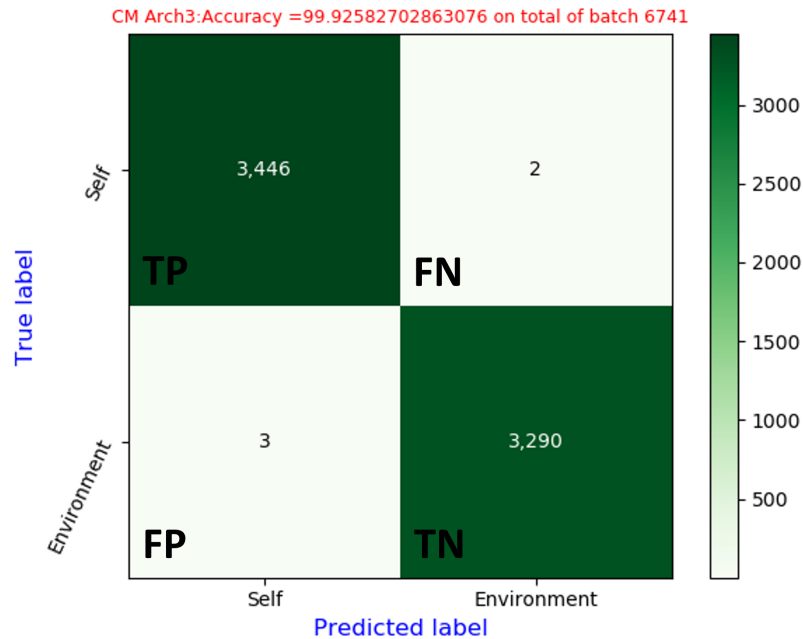 CM Arch3:Accuracy =99.92582702863076 on total of batch 6741
True label
Self
3,446
2
TP
FN
Environment
3
3,290
FP
TN
Self
Environment
Predicted label
3000
2500
2000
1500
1000
500